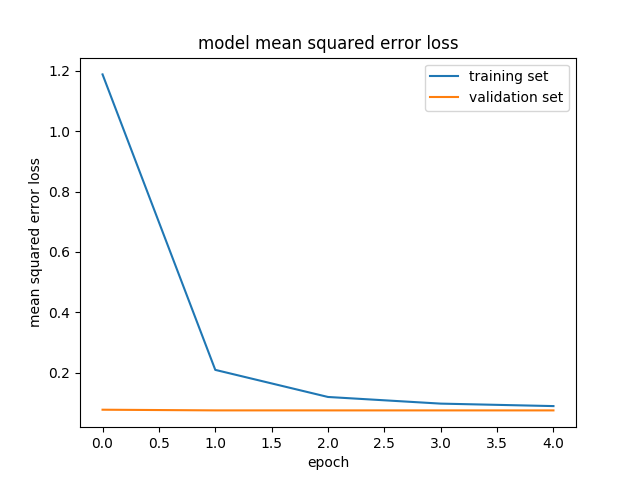 model mean squared error loss
training set
validation set
mean squared error loss
1.2
1.0
0.8
0.6
0.4
0.2
0.0 0.5 1.0 1.5 2.0 2.5 3.0 3.5 4.0
epoch